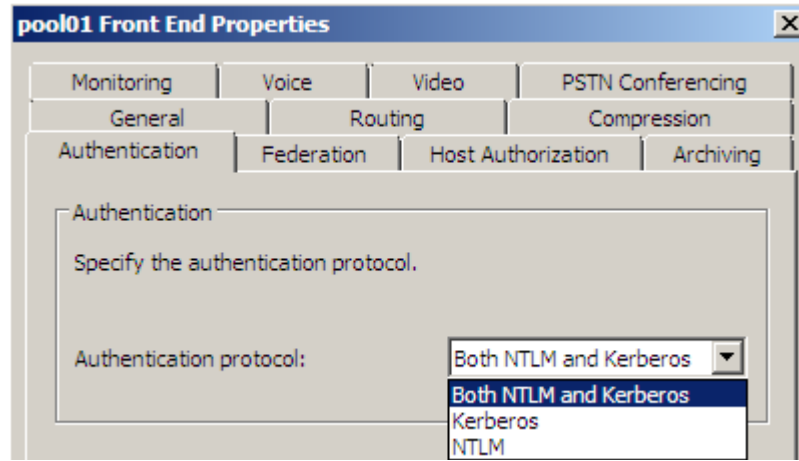 pool01 Front End Properties
Monitoring Voice Video PSTN Conferencing
General Routing Compression
Authentication Federation Host Authorization Archiving
Authentication
Specify the authentication protocol.
Authentication protocol: Both NTLM and Kerberos
Both NTLM and Kerberos
Kerberos
NTLM